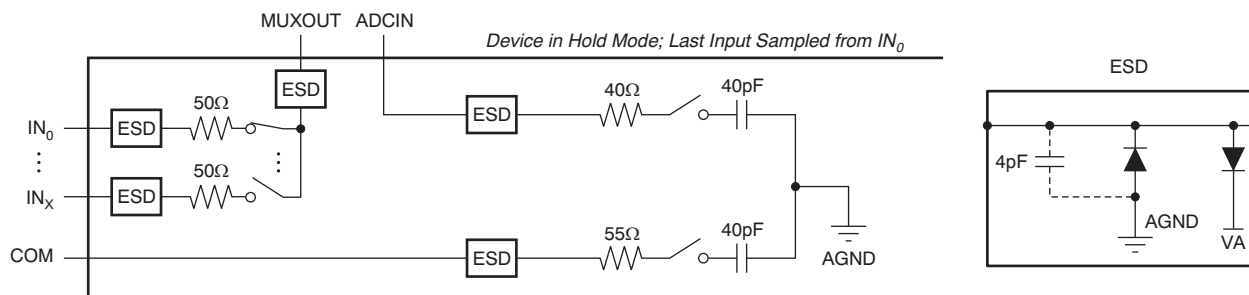 MUXOUT ADCIN
Device in Hold Mode; Last Input Sampled from IN0
ESD
ESD
40Ω
40pF
50Ω
ESD
IN0
ESD
4pF
50Ω
INX
ESD
AGND
VA
55Ω
40pF
COM
ESD
AGND